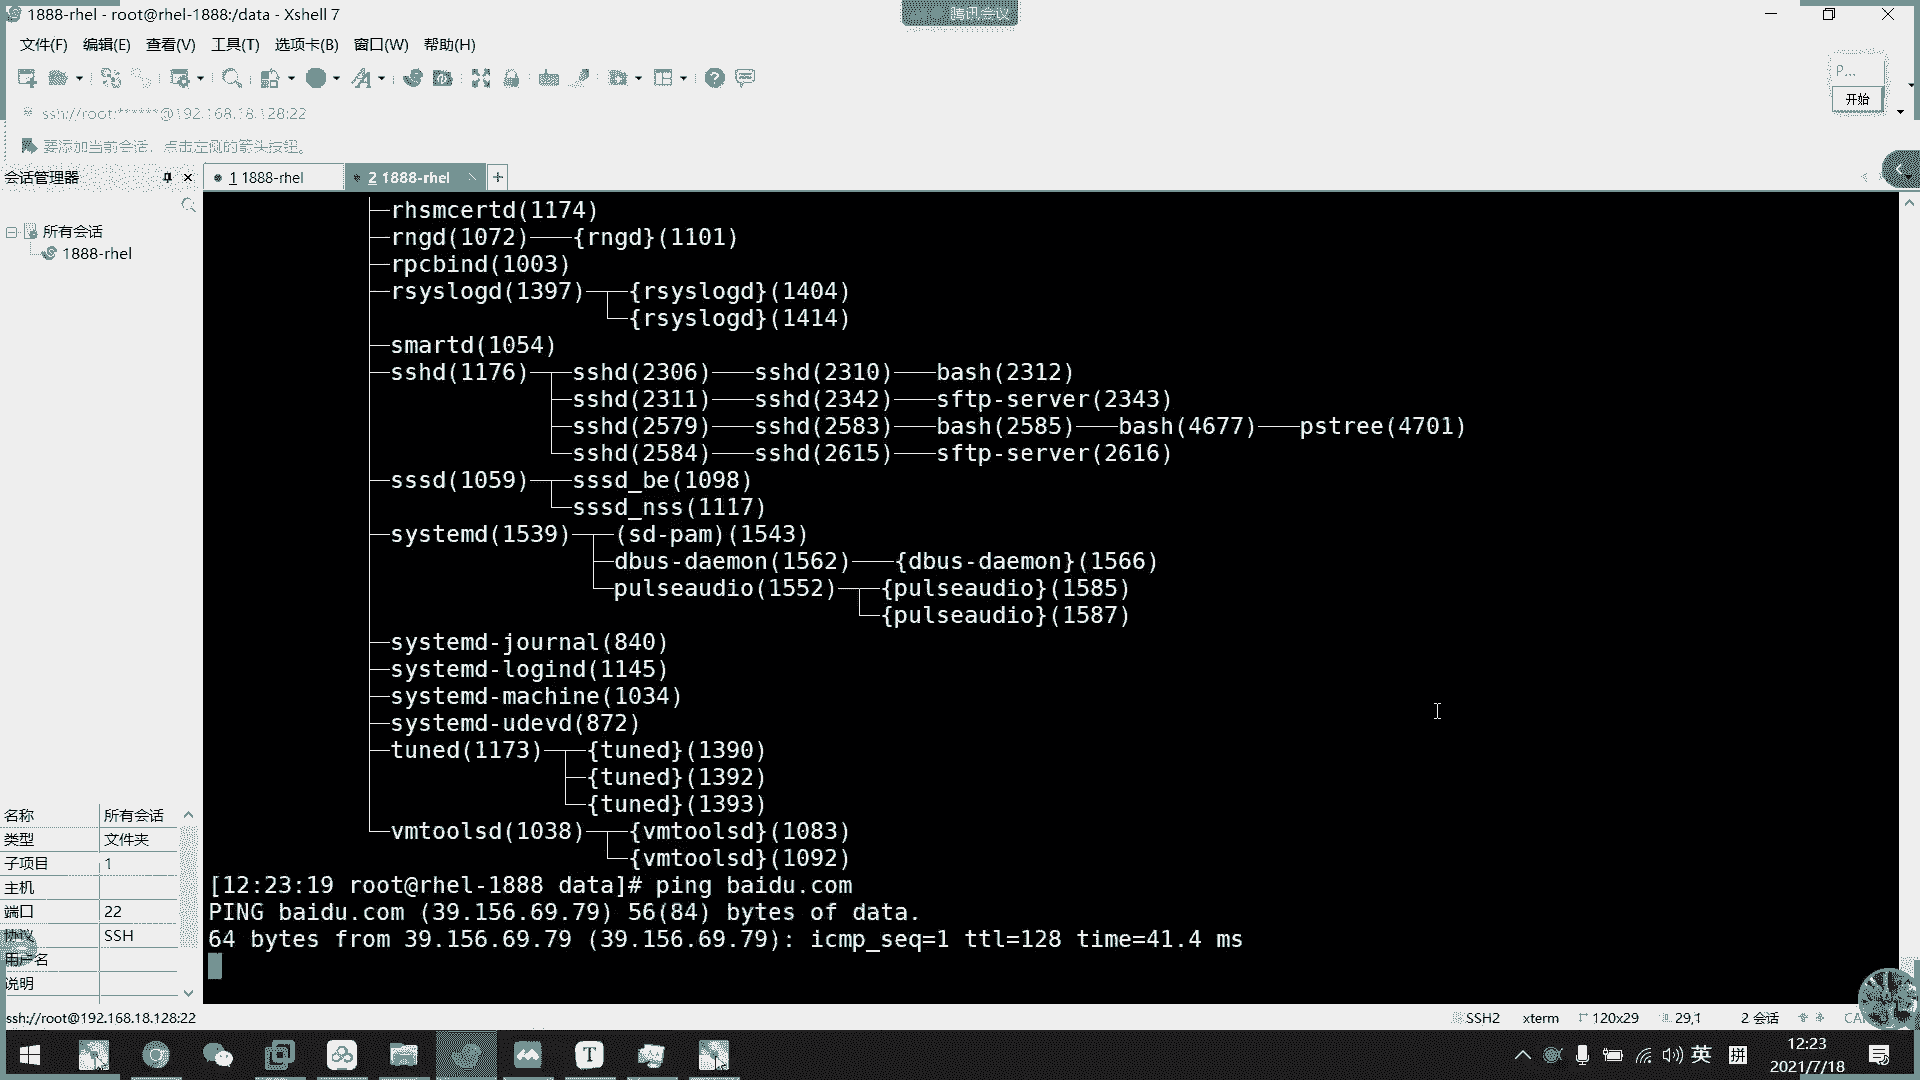 1888-rhel - root@rhel-1888:/data - Xshell 7
腾讯会议
文件(F) 编辑(E) 查看(V) 工具(T) 选项卡(B) 窗口(W) 帮助(H)
P...
开始
ssh://root:******@192.168.18.128:22
要添加当前会话，点击左侧的箭头按钮。
会话管理器
1 1888-rhel
2 1888-rhel
所有会话
1888-rhel
├─rhsmcertd(1174)
├─rngd(1072)───{rngd}(1101)
├─rpcbind(1003)
├─rsyslogd(1397)─┬─{rsyslogd}(1404)
└─{rsyslogd}(1414)
├─smartd(1054)
├─sshd(1176)─┬─sshd(2306)───sshd(2310)───bash(2312)
├─sshd(2311)───sshd(2342)───sftp-server(2343)
├─sshd(2579)───sshd(2583)───bash(2585)───bash(4677)───pstree(4701)
└─sshd(2584)───sshd(2615)───sftp-server(2616)
├─sssd(1059)─┬─sssd_be(1098)
└─sssd_nss(1117)
├─systemd(1539)─┬─(sd-pam)(1543)
├─dbus-daemon(1562)───{dbus-daemon}(1566)
└─pulseaudio(1552)─┬─{pulseaudio}(1585)
└─{pulseaudio}(1587)
├─systemd-journal(840)
├─systemd-logind(1145)
├─systemd-machine(1034)
├─systemd-udevd(872)
├─tuned(1173)─┬─{tuned}(1390)
├─{tuned}(1392)
└─{tuned}(1393)
└─vmtoolsd(1038)─┬─{vmtoolsd}(1083)
└─{vmtoolsd}(1092)
[12:23:19 root@rhel-1888 data]# ping baidu.com
PING baidu.com (39.156.69.79) 56(84) bytes of data.
64 bytes from 39.156.69.79 (39.156.69.79): icmp_seq=1 ttl=128 time=41.4 ms
名称 所有会话
类型 文件夹
子项目 1
主机
端口 22
协议 SSH
用户名
说明
ssh://root@192.168.18.128:22
SSH2 xterm 120x29 29,1 2 会话
英 拼
12:23
2021/7/18